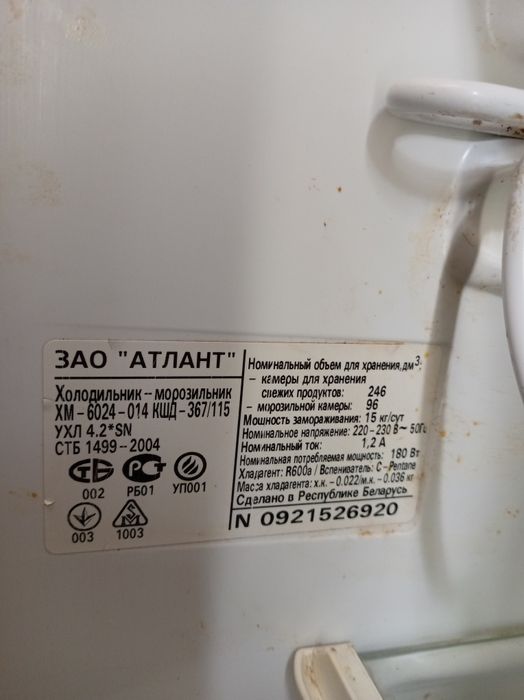 ЗАО "АТЛАНТ"
Холодильник-морозильник
ХМ-6024-014 КШД-367/115
УХЛ 4.2*SN
СТБ 1499-2004
002 РБ01 УП001
003 1003
Номинальный объем для хранения, дм³:
- камеры для хранения
свежих продуктов: 246
- морозильной камеры: 96
Мощность замораживания: 15 кг/сут
Номинальное напряжение: 220-230 В~ 50Гц
Номинальный ток: 1,2 А
Номинальная потребляемая мощность: 180 Вт
Хладагент: R600a / Вспениватель: C-Pentane
Масса хладагента: х.к. -0.022/м.к. -0.036 кг
Сделано в Республике Беларусь
N 0921526920